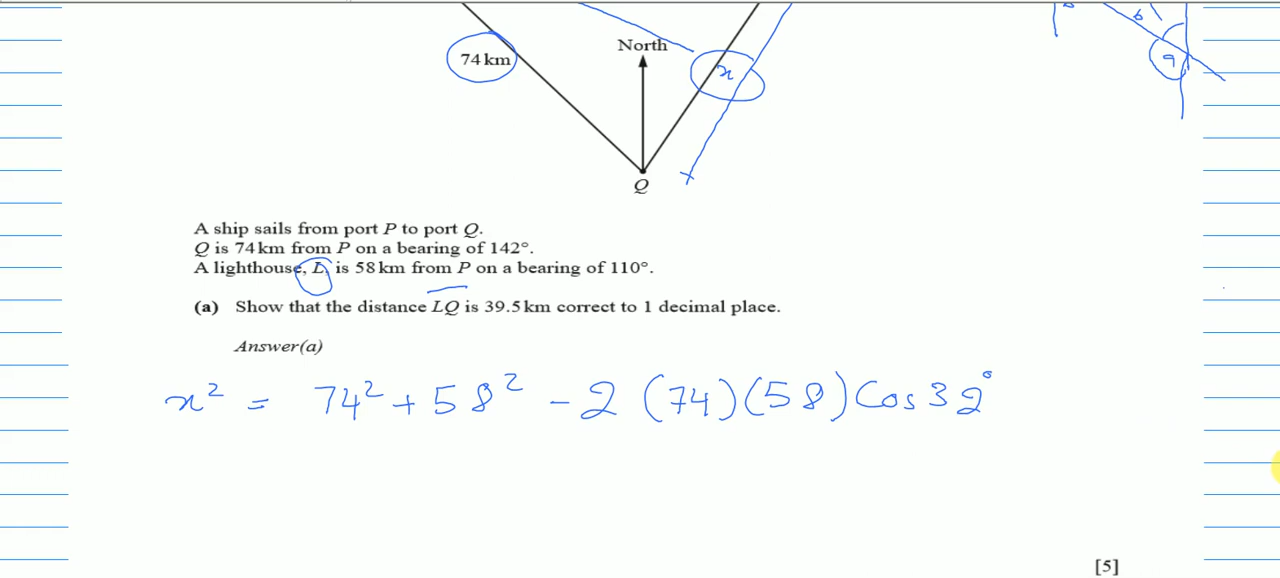 North
74 km
x
6
9
Q
A ship sails from port P to port Q.
Q is 74 km from P on a bearing of 142°.
A lighthouse, L, is 58 km from P on a bearing of 110°.
(a) Show that the distance LQ is 39.5 km correct to 1 decimal place.
Answer(a)
x² = 74² + 58² - 2 (74)(58) Cos 32°
[5]